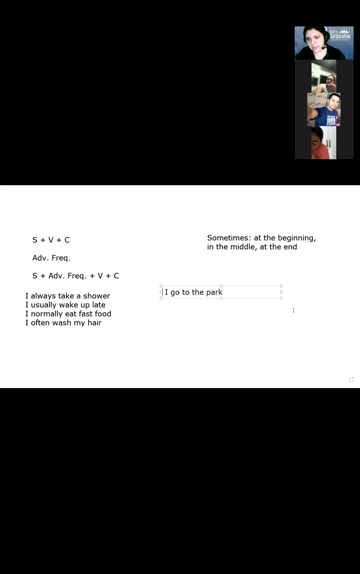 S + V + C
Adv. Freq.
S + Adv. Freq. + V + C
I always take a shower
I usually wake up late
I normally eat fast food
I often wash my hair
Sometimes: at the beginning,
in the middle, at the end
I go to the park